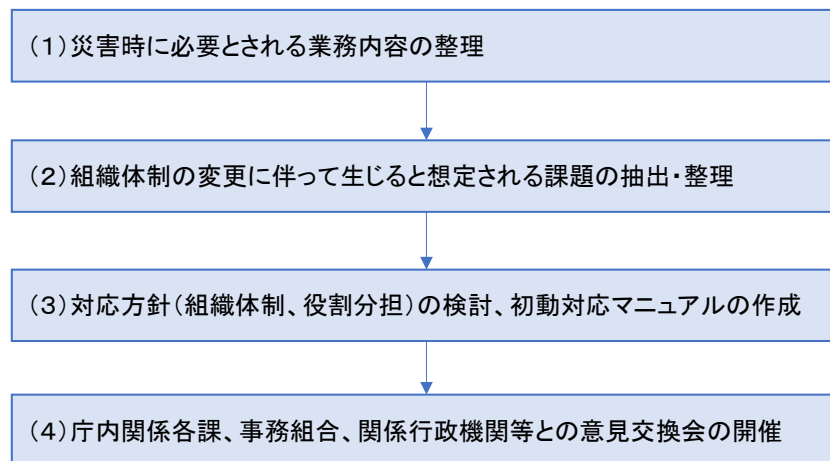 (1)災害時に必要とされる業務内容の整理
(2)組織体制の変更に伴って生じると想定される課題の抽出・整理
(3)対応方針(組織体制、役割分担)の検討、初動対応マニュアルの作成
(4)庁内関係各課、事務組合、関係行政機関等との意見交換会の開催